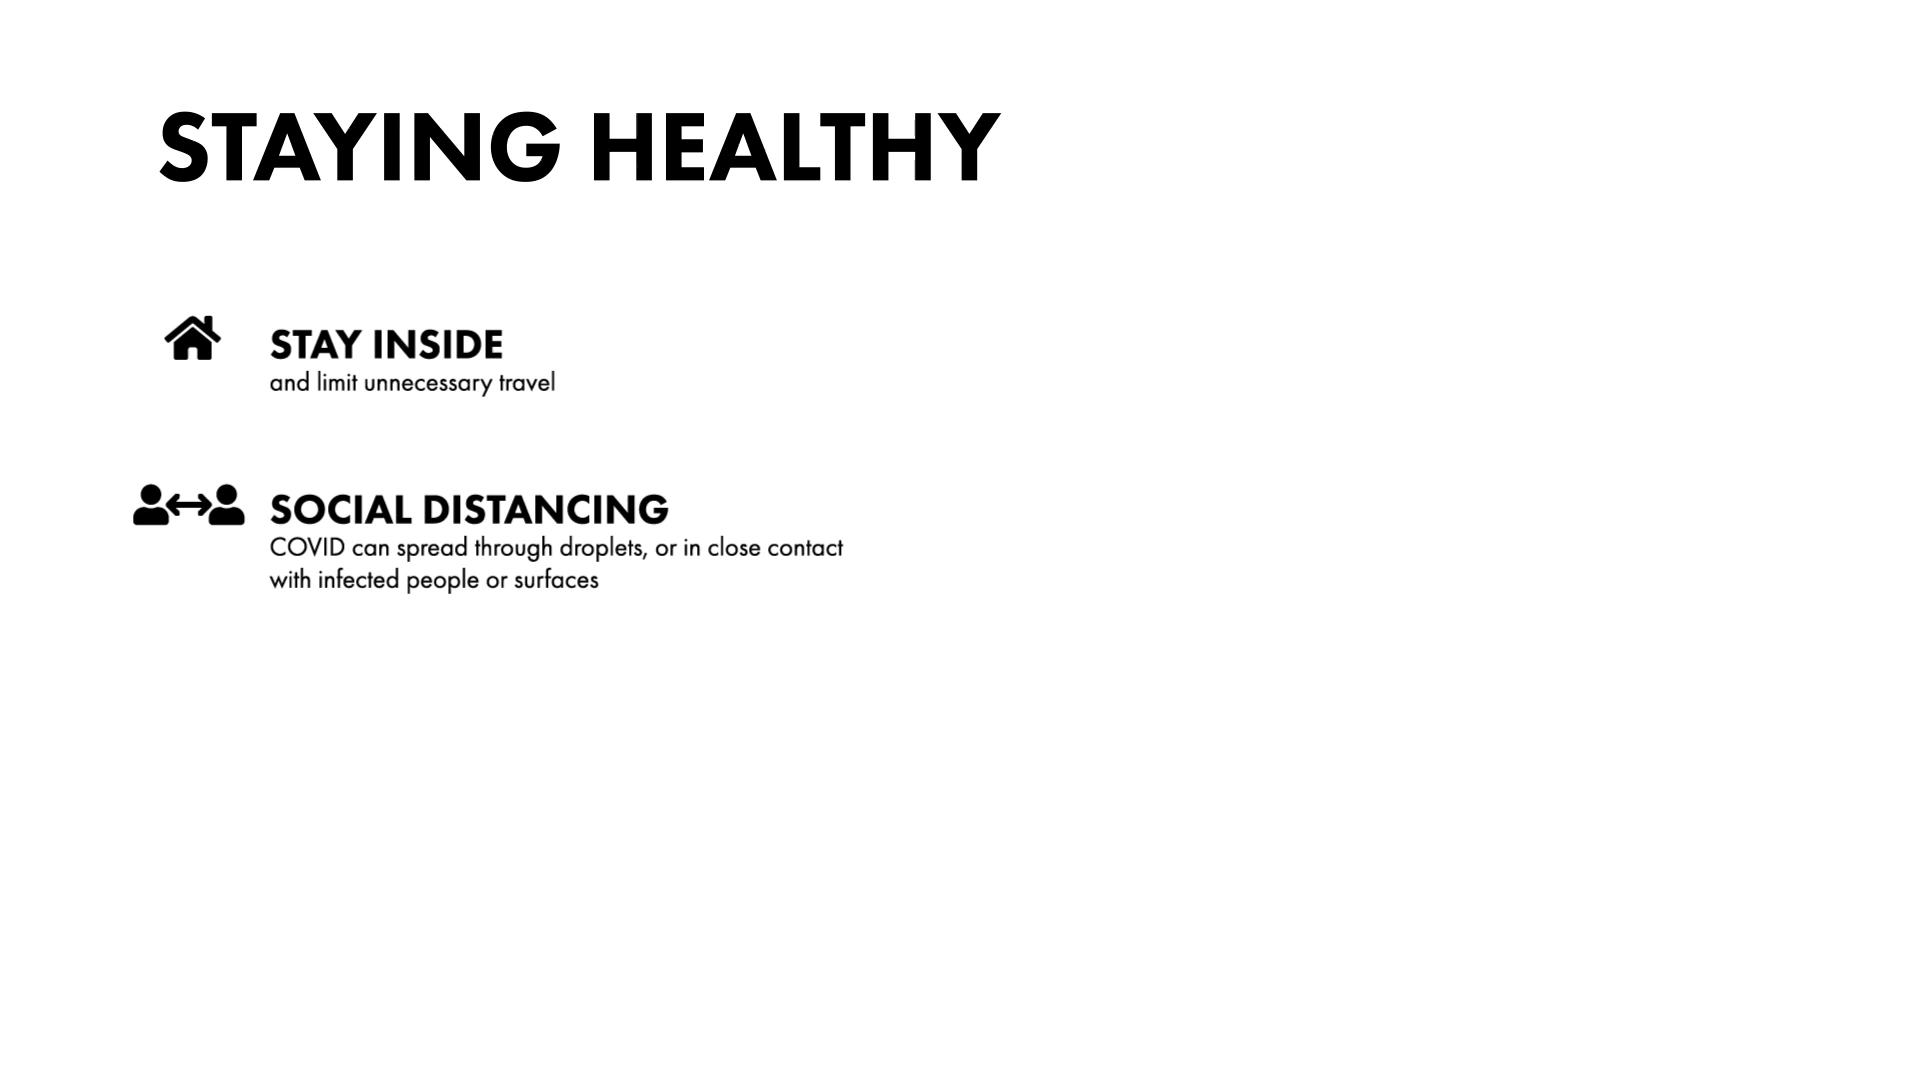 STAYING HEALTHY
STAY INSIDE
and limit unnecessary travel
SOCIAL DISTANCING
COVID can spread through droplets, or in close contact
with infected people or surfaces